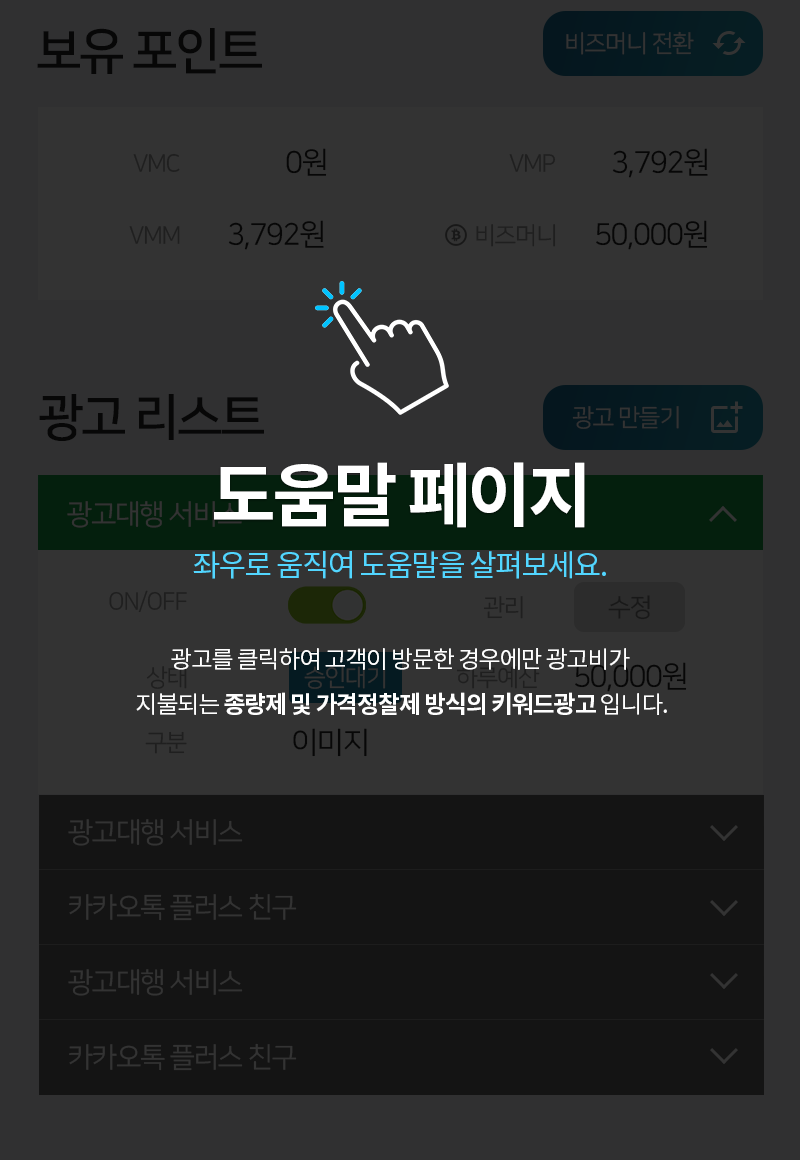 보유 포인트
비즈머니 전환
VMC 0원 VMP 3,792원
VMM 3,792원 비즈머니 50,000원
광고 리스트
광고 만들기
광고대행 서비스
도움말 페이지
좌우로 움직여 도움말을 살펴보세요.
ON/OFF 관리 수정
광고를 클릭하여 고객이 방문한 경우에만 광고비가
상태 승인대기 하루예산 50,000원
지불되는 종량제 및 가격정찰제 방식의 키워드광고 입니다.
구분 이미지
광고대행 서비스
카카오톡 플러스 친구
광고대행 서비스
카카오톡 플러스 친구